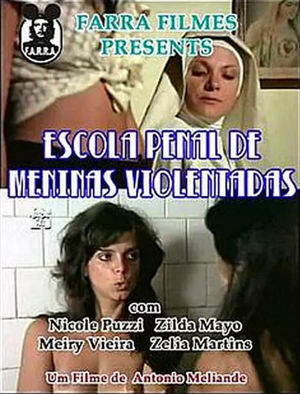 FARRA FILMES
PRESENTS
F.A.R.R.A.
ESCOLA PENAL DE
MENINAS VIOLENTADAS
com
Nicole Puzzi Zilda Mayo
Meiry Vieira Zelia Martins
Um Filme de Antonio Meliande